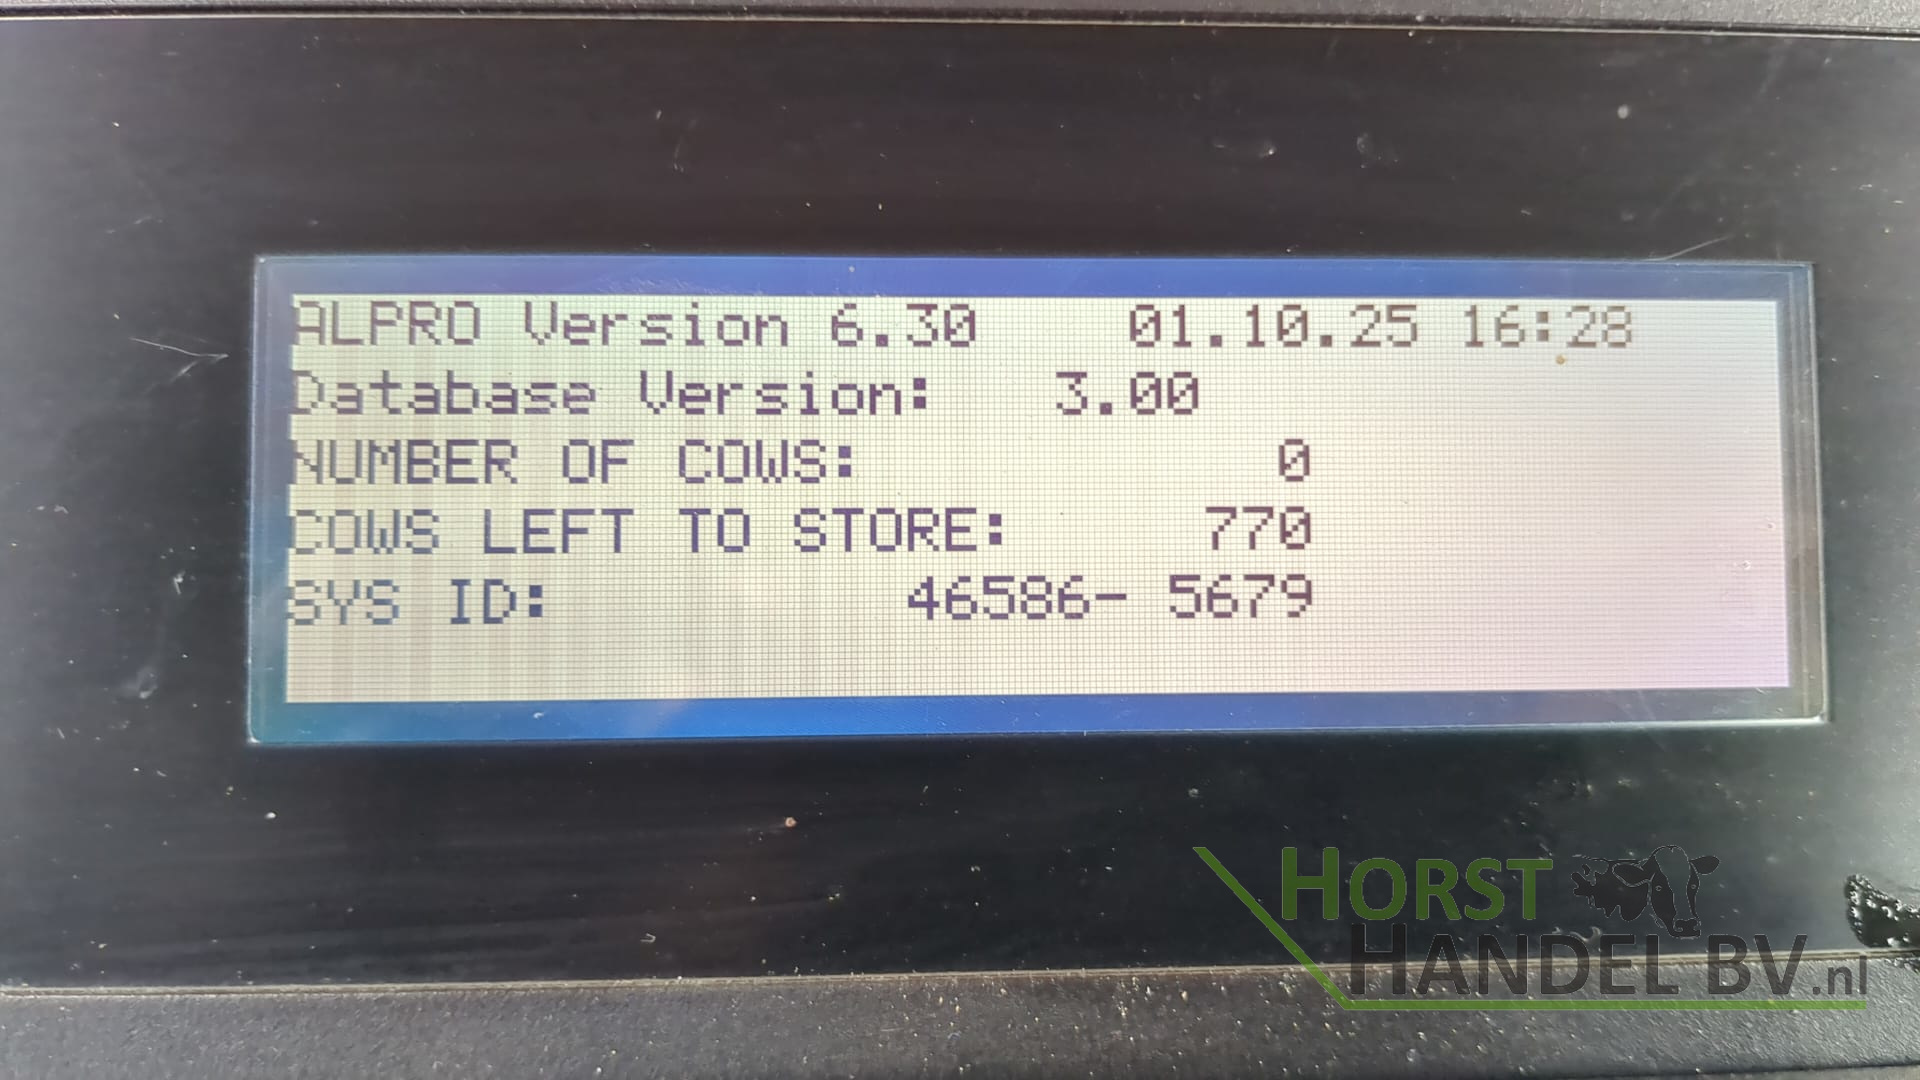 ALPRO Version 6.30 01.10.25 16:28
Database Version: 3.00
NUMBER OF COWS: 0
COWS LEFT TO STORE: 770
SYS ID: 46586- 5679
HORST
HANDEL BV.nl